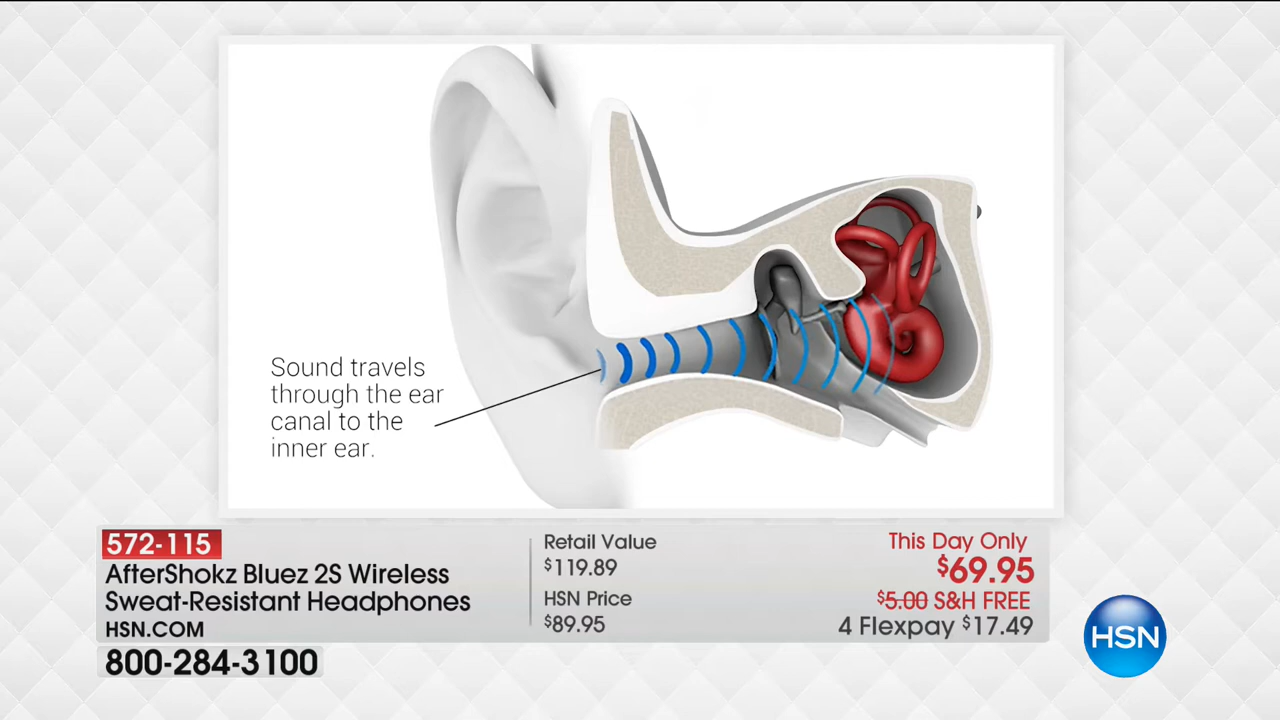 Sound travels
through the ear
canal to the
inner ear.
572-115
AfterShokz Bluez 2S Wireless
Sweat-Resistant Headphones
HSN.COM
800-284-3100
Retail Value
$119.89
HSN Price
$89.95
This Day Only
$69.95
$5.00 S&H FREE
4 Flexpay $17.49
HSN